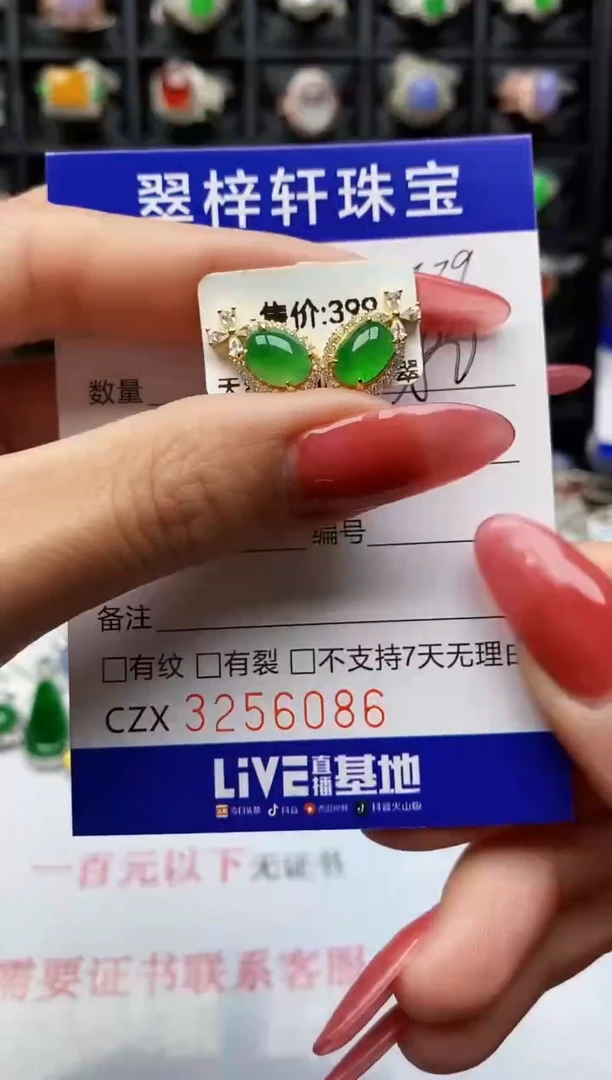 翠梓轩珠宝
售价:399
天 翠
数量
编号
备注
□有纹 □有裂 □不支持7天无理由
CZX 3256086
LiVE直播基地
今日头条 抖音 西瓜视频 抖音火山版
一百元以下无证书
需要证书联系客服